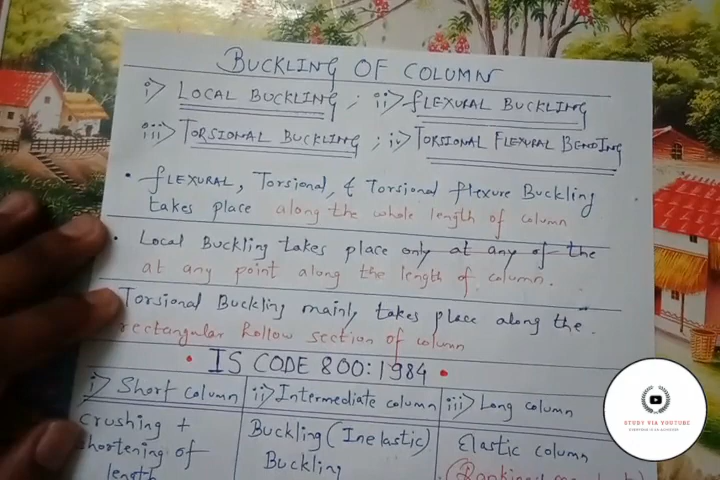 BUCKLING OF COLUMN
i> LOCAL BUCKLING ; ii> FLEXURAL BUCKLING
iii> TORSIONAL BUCKLING ; iv> TORSIONAL FLEXURAL BENDING
• FLEXURAL, Torsional, & Torsional flexure Buckling
takes place along the whole length of column
• Local Buckling takes place only at any of the
at any point along the length of column.
Torsional Buckling mainly takes place along the
rectangular hollow section of column
• IS CODE 800:1984 •
i> Short column ii> Intermediate column iii> Long column
Crushing + Buckling (Inelastic) Elastic column
shortening of Buckling
length
STUDY VIA YOUTUBE